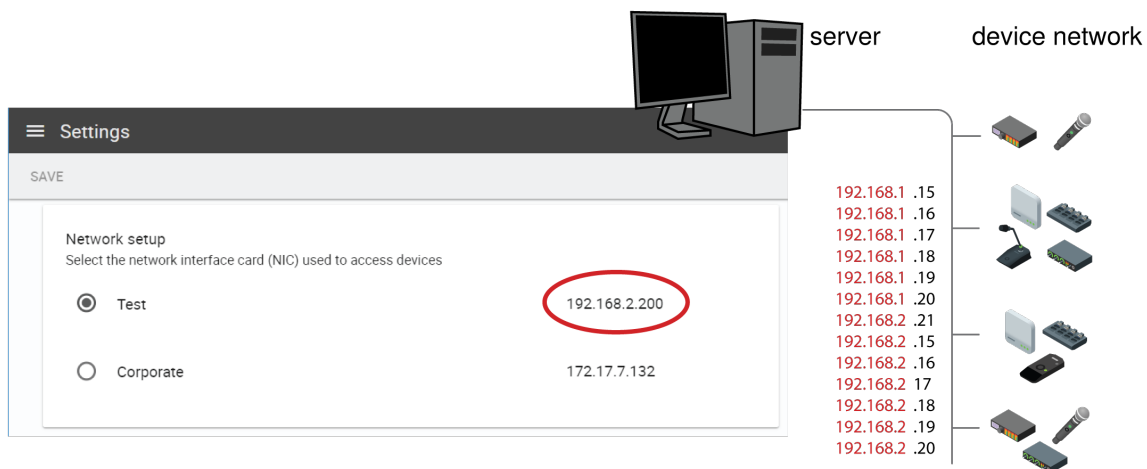 server
device network
Settings
SAVE
Network setup
Select the network interface card (NIC) used to access devices
Test 192.168.2.200
Corporate 172.17.7.132
192.168.1 .15
192.168.1 .16
192.168.1 .17
192.168.1 .18
192.168.1 .19
192.168.1 .20
192.168.2 .21
192.168.2 .15
192.168.2 .16
192.168.2 17
192.168.2 .18
192.168.2 .19
192.168.2 .20